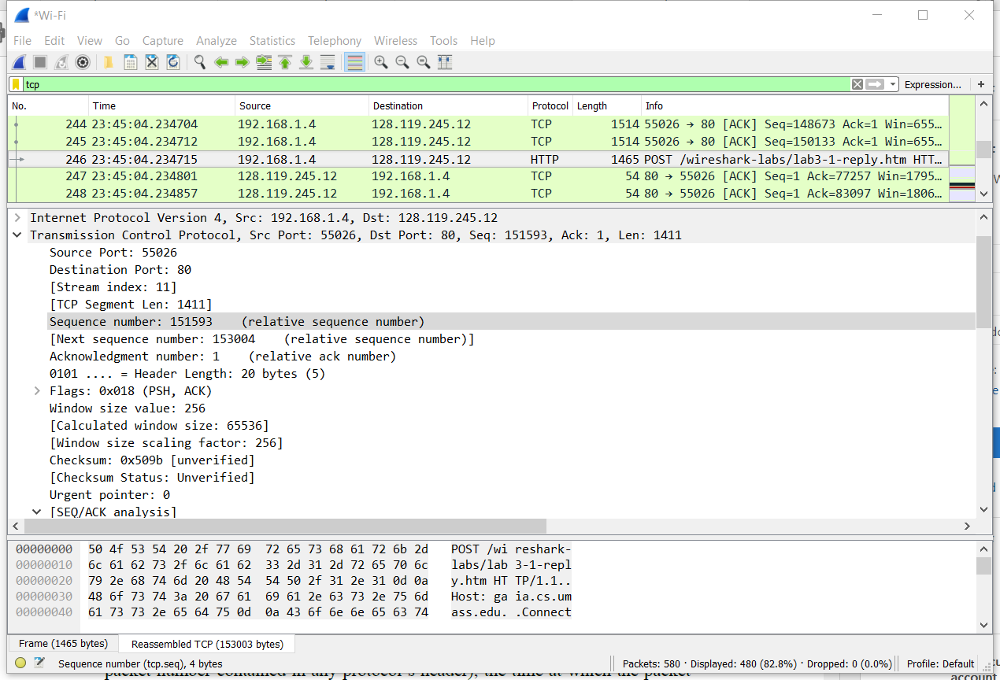 *Wi-Fi
File Edit View Go Capture Analyze Statistics Telephony Wireless Tools Help
tcp Expression... +
No. Time Source Destination Protocol Length Info
244 23:45:04.234704 192.168.1.4 128.119.245.12 TCP 1514 55026 → 80 [ACK] Seq=148673 Ack=1 Win=655…
245 23:45:04.234712 192.168.1.4 128.119.245.12 TCP 1514 55026 → 80 [ACK] Seq=150133 Ack=1 Win=655…
246 23:45:04.234715 192.168.1.4 128.119.245.12 HTTP 1465 POST /wireshark-labs/lab3-1-reply.htm HTT…
247 23:45:04.234801 128.119.245.12 192.168.1.4 TCP 54 80 → 55026 [ACK] Seq=1 Ack=77257 Win=1795…
248 23:45:04.234857 128.119.245.12 192.168.1.4 TCP 54 80 → 55026 [ACK] Seq=1 Ack=83097 Win=1806…
Internet Protocol Version 4, Src: 192.168.1.4, Dst: 128.119.245.12
Transmission Control Protocol, Src Port: 55026, Dst Port: 80, Seq: 151593, Ack: 1, Len: 1411
Source Port: 55026
Destination Port: 80
[Stream index: 11]
[TCP Segment Len: 1411]
Sequence number: 151593 (relative sequence number)
[Next sequence number: 153004 (relative sequence number)]
Acknowledgment number: 1 (relative ack number)
0101 .... = Header Length: 20 bytes (5)
Flags: 0x018 (PSH, ACK)
Window size value: 256
[Calculated window size: 65536]
[Window size scaling factor: 256]
Checksum: 0x509b [unverified]
[Checksum Status: Unverified]
Urgent pointer: 0
[SEQ/ACK analysis]
00000000 50 4f 53 54 20 2f 77 69 72 65 73 68 61 72 6b 2d POST /wi reshark-
00000010 6c 61 62 73 2f 6c 61 62 33 2d 31 2d 72 65 70 6c labs/lab 3-1-repl
00000020 79 2e 68 74 6d 20 48 54 54 50 2f 31 2e 31 0d 0a y.htm HT TP/1.1..
00000030 48 6f 73 74 3a 20 67 61 69 61 2e 63 73 2e 75 6d Host: ga ia.cs.um
00000040 61 73 73 2e 65 64 75 0d 0a 43 6f 6e 6e 65 63 74 ass.edu. .Connect
Frame (1465 bytes) Reassembled TCP (153003 bytes)
Sequence number (tcp.seq), 4 bytes Packets: 580 · Displayed: 480 (82.8%) · Dropped: 0 (0.0%) Profile: Default
packet number contained in any protocol's header), the time at which the packet
account